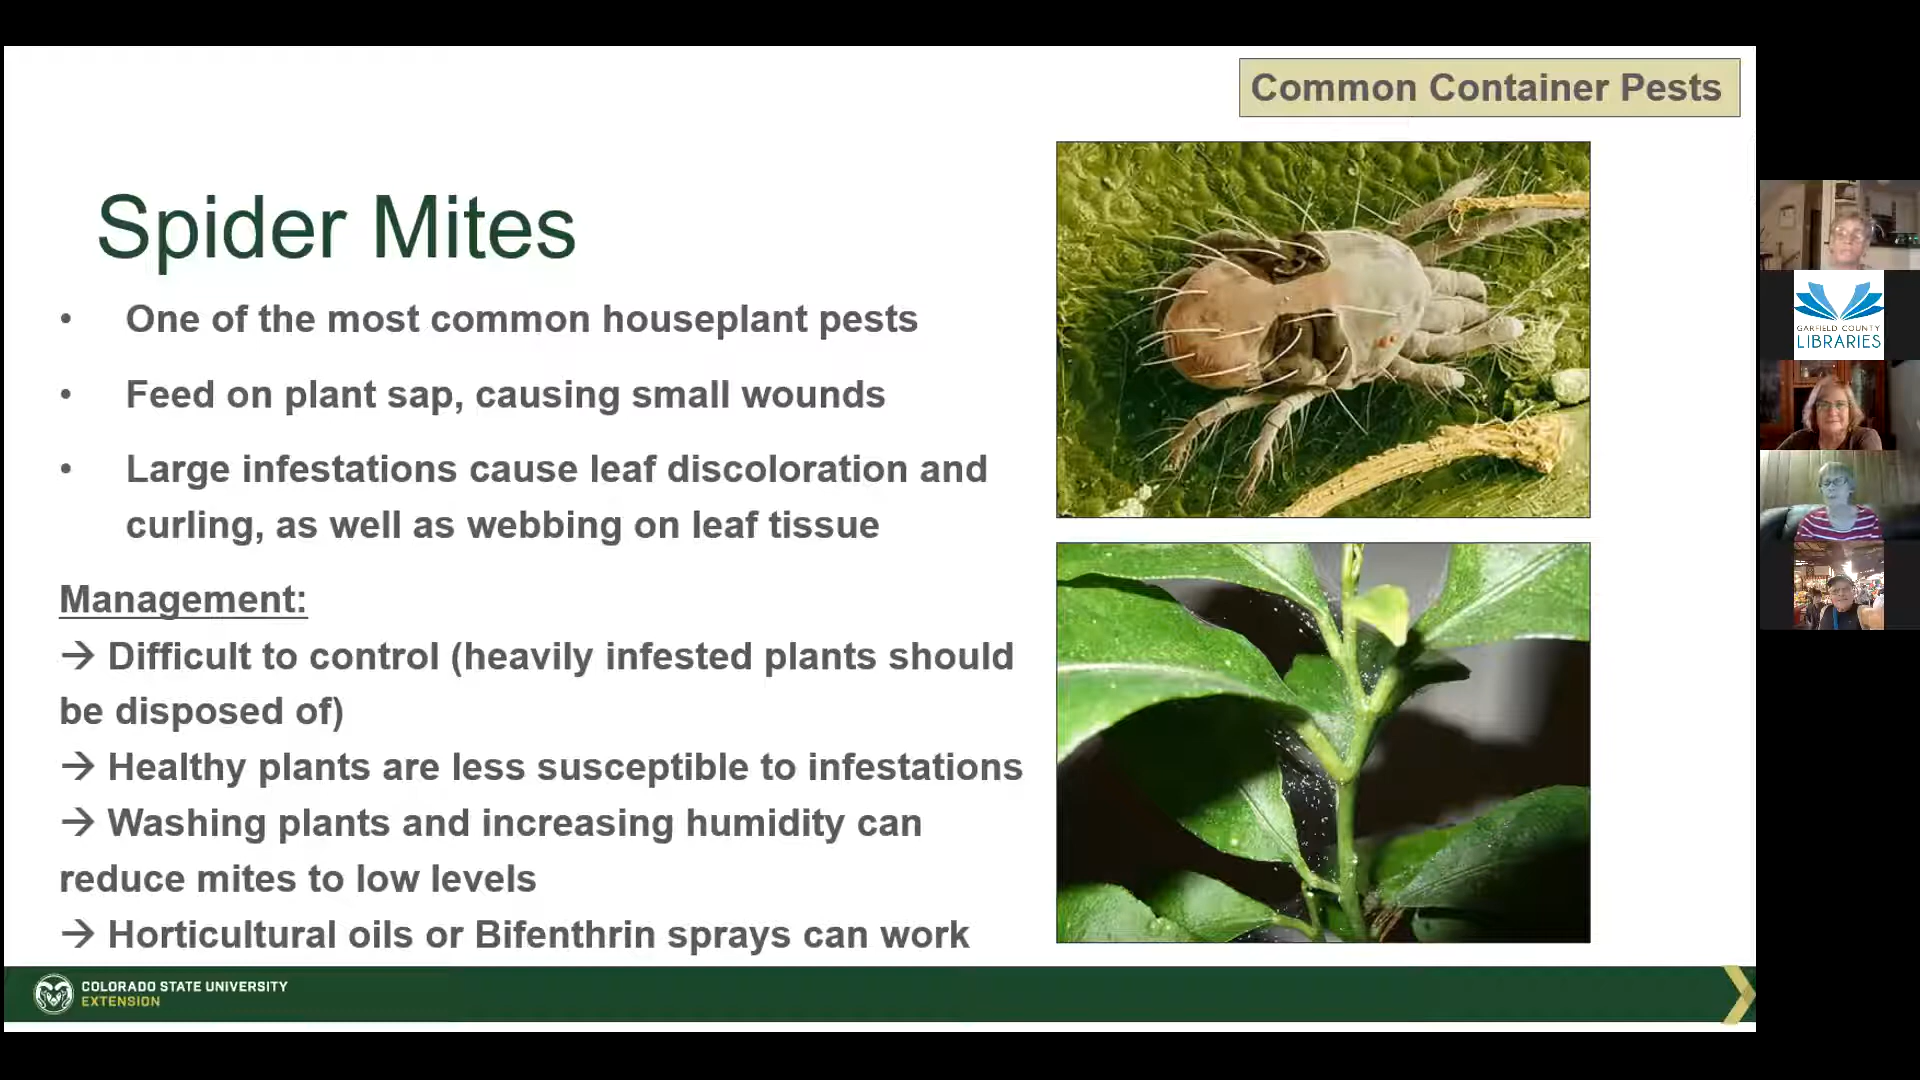 Common Container Pests
Spider Mites
• One of the most common houseplant pests
• Feed on plant sap, causing small wounds
• Large infestations cause leaf discoloration and
curling, as well as webbing on leaf tissue
Management:
→ Difficult to control (heavily infested plants should
be disposed of)
→ Healthy plants are less susceptible to infestations
→ Washing plants and increasing humidity can
reduce mites to low levels
→ Horticultural oils or Bifenthrin sprays can work
COLORADO STATE UNIVERSITY
EXTENSION
GARFIELD COUNTY
LIBRARIES